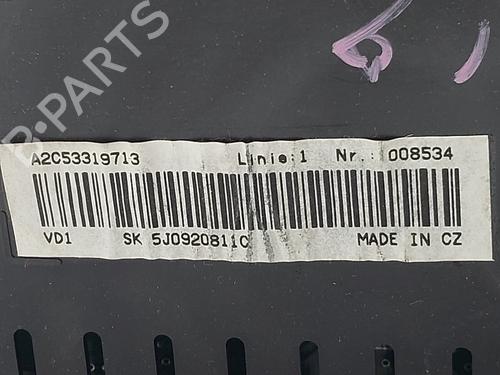 B-PARTS
A2C53319713 Linie:1 Nr.: 008534
VD1 SK 5J0920811C MADE IN CZ